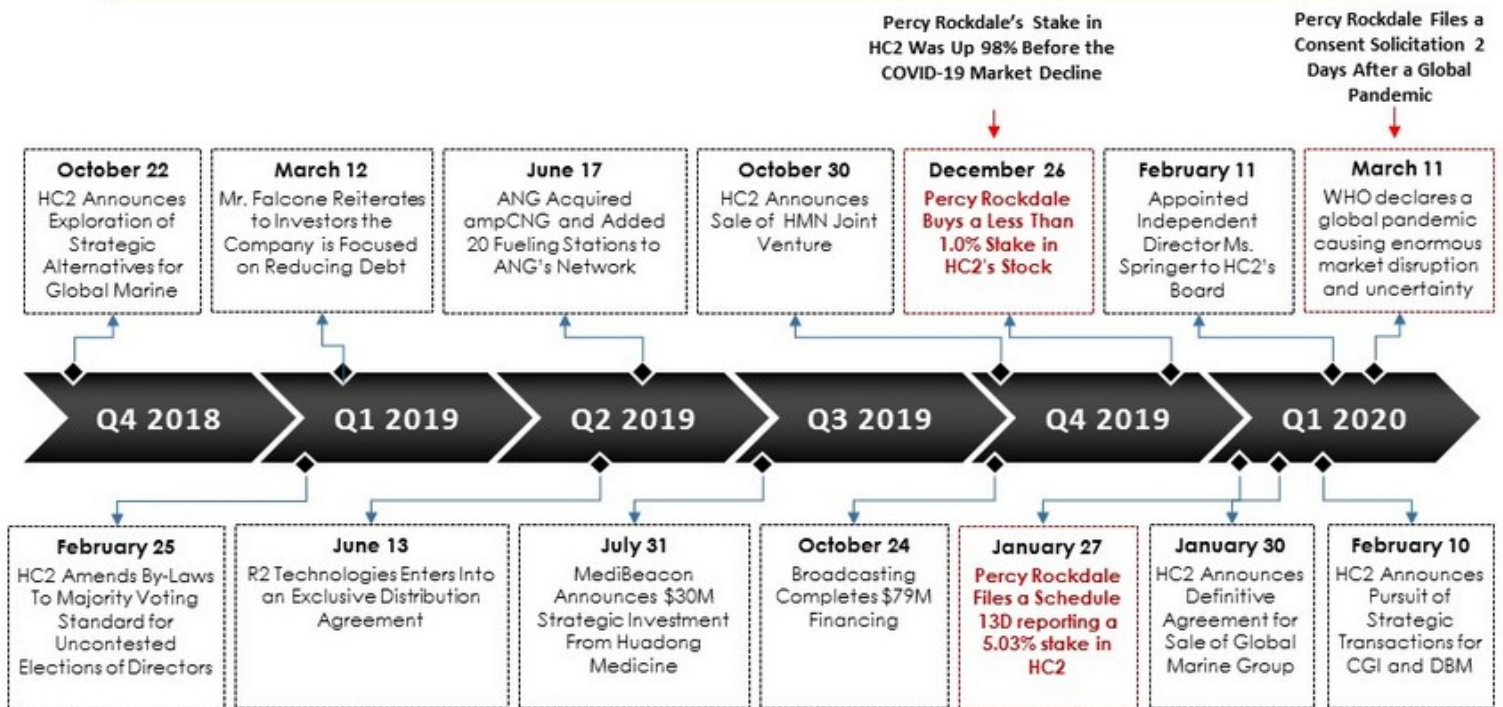 Percy Rockdale's Stake in
HC2 Was Up 98% Before the
COVID-19 Market Decline
Percy Rockdale Files a
Consent Solicitation 2
Days After a Global
Pandemic
October 22
HC2 Announces
Exploration of
Strategic
Alternatives for
Global Marine
March 12
Mr. Falcone Reiterates
to Investors the
Company is Focused
on Reducing Debt
June 17
ANG Acquired
ampCNG and Added
20 Fueling Stations to
ANG's Network
October 30
HC2 Announces
Sale of HMN Joint
Venture
December 26
Percy Rockdale
Buys a Less Than
1.0% Stake in
HC2's Stock
February 11
Appointed
Independent
Director Ms.
Springer to HC2's
Board
March 11
WHO declares a
global pandemic
causing enormous
market disruption
and uncertainty
Q4 2018
Q1 2019
Q2 2019
Q3 2019
Q4 2019
Q1 2020
February 25
HC2 Amends By-Laws
To Majority Voting
Standard for
Uncontested
Elections of Directors
June 13
R2 Technologies Enters Into
an Exclusive Distribution
Agreement
July 31
MediBeacon
Announces $30M
Strategic Investment
From Huadong
Medicine
October 24
Broadcasting
Completes $79M
Financing
January 27
Percy Rockdale
Files a Schedule
13D reporting a
5.03% stake in
HC2
January 30
HC2 Announces
Definitive
Agreement for
Sale of Global
Marine Group
February 10
HC2 Announces
Pursuit of
Strategic
Transactions for
CGI and DBM